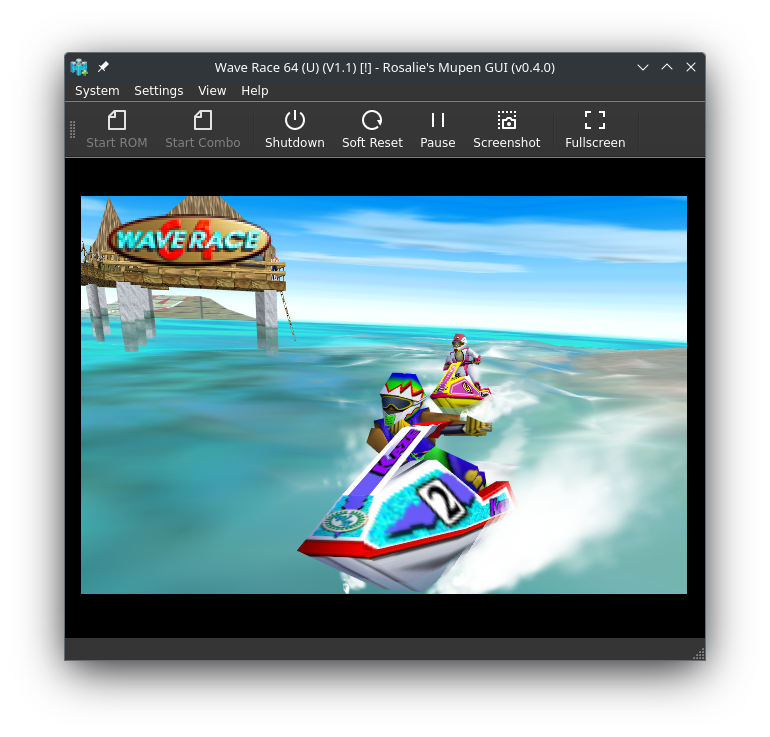 Wave Race 64 (U) (V1.1) [!] - Rosalie's Mupen GUI (v0.4.0)
System Settings View Help
Start ROM Start Combo Shutdown Soft Reset Pause Screenshot Fullscreen
WAVE RACE
64
2